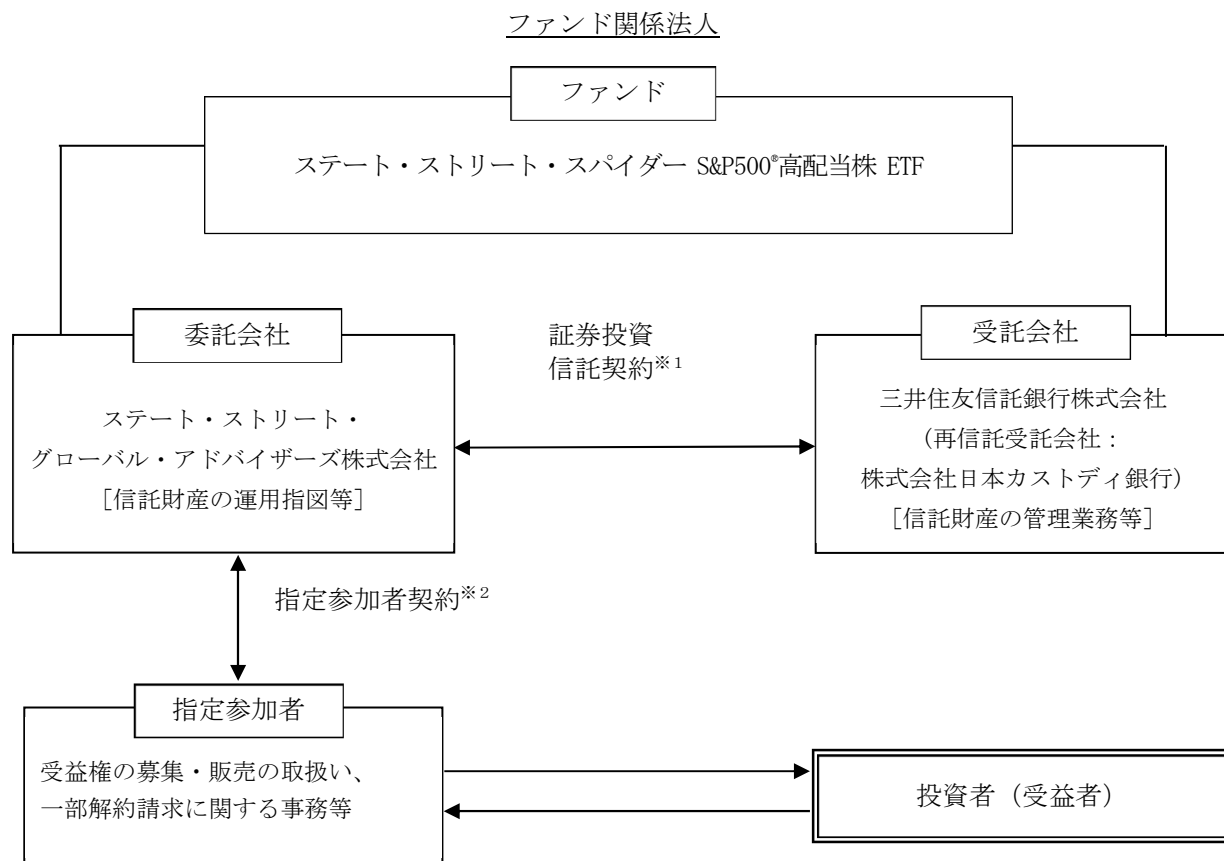 ファンド関係法人
ファンド
ステート・ストリート・スパイダー S&P500®高配当株 ETF
委託会社
ステート・ストリート・
グローバル・アドバイザーズ株式会社
［信託財産の運用指図等］
証券投資
信託契約※1
受託会社
三井住友信託銀行株式会社
（再信託受託会社：
株式会社日本カストディ銀行）
［信託財産の管理業務等］
指定参加者契約※2
指定参加者
受益権の募集・販売の取扱い、
一部解約請求に関する事務等
投資者（受益者）